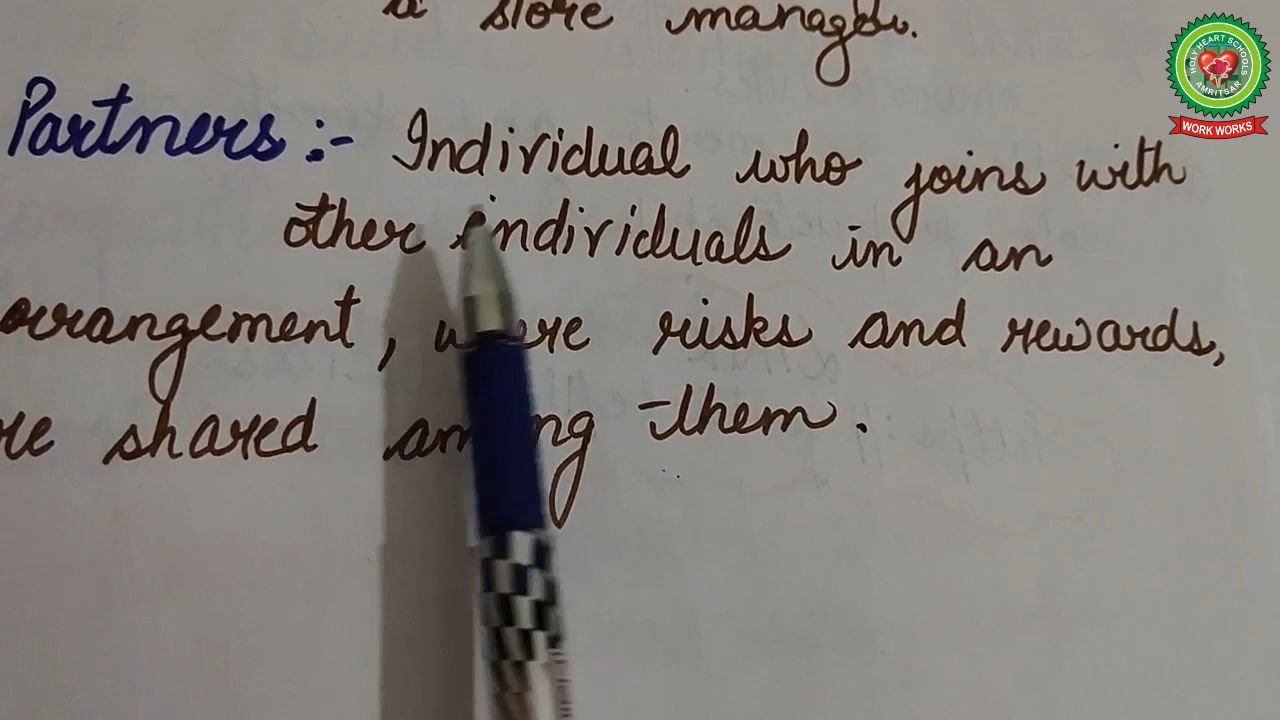 a store manager.
Partners :- Individual who joins with
other individuals in an
arrangement, where risks and rewards,
re shared among them.
HOLY HEART SCHOOLS
AMRITSAR
WORK WORKS